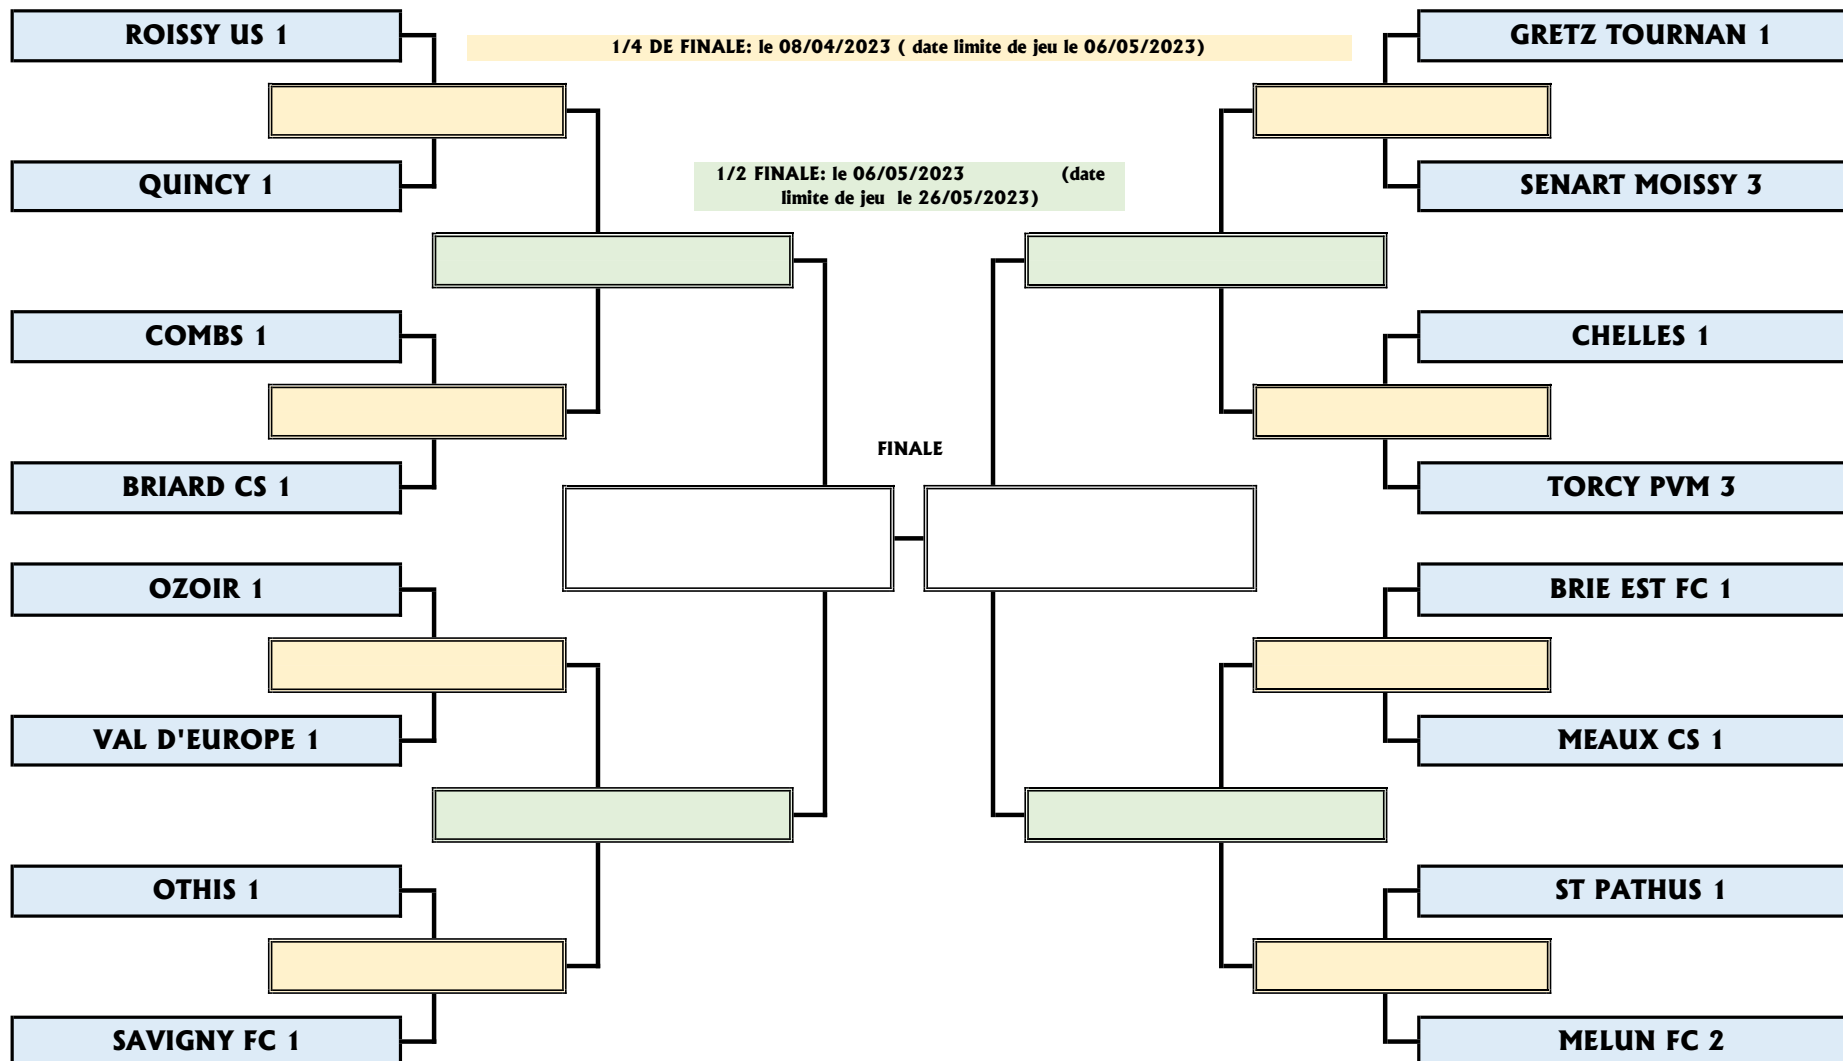 ROISSY US 1
1/4 DE FINALE: le 08/04/2023 ( date limite de jeu le 06/05/2023)
GRETZ TOURNAN 1
QUINCY 1
1/2 FINALE: le 06/05/2023 (date
limite de jeu le 26/05/2023)
SENART MOISSY 3
COMBS 1
CHELLES 1
FINALE
BRIARD CS 1
TORCY PVM 3
OZOIR 1
BRIE EST FC 1
VAL D'EUROPE 1
MEAUX CS 1
OTHIS 1
ST PATHUS 1
SAVIGNY FC 1
MELUN FC 2